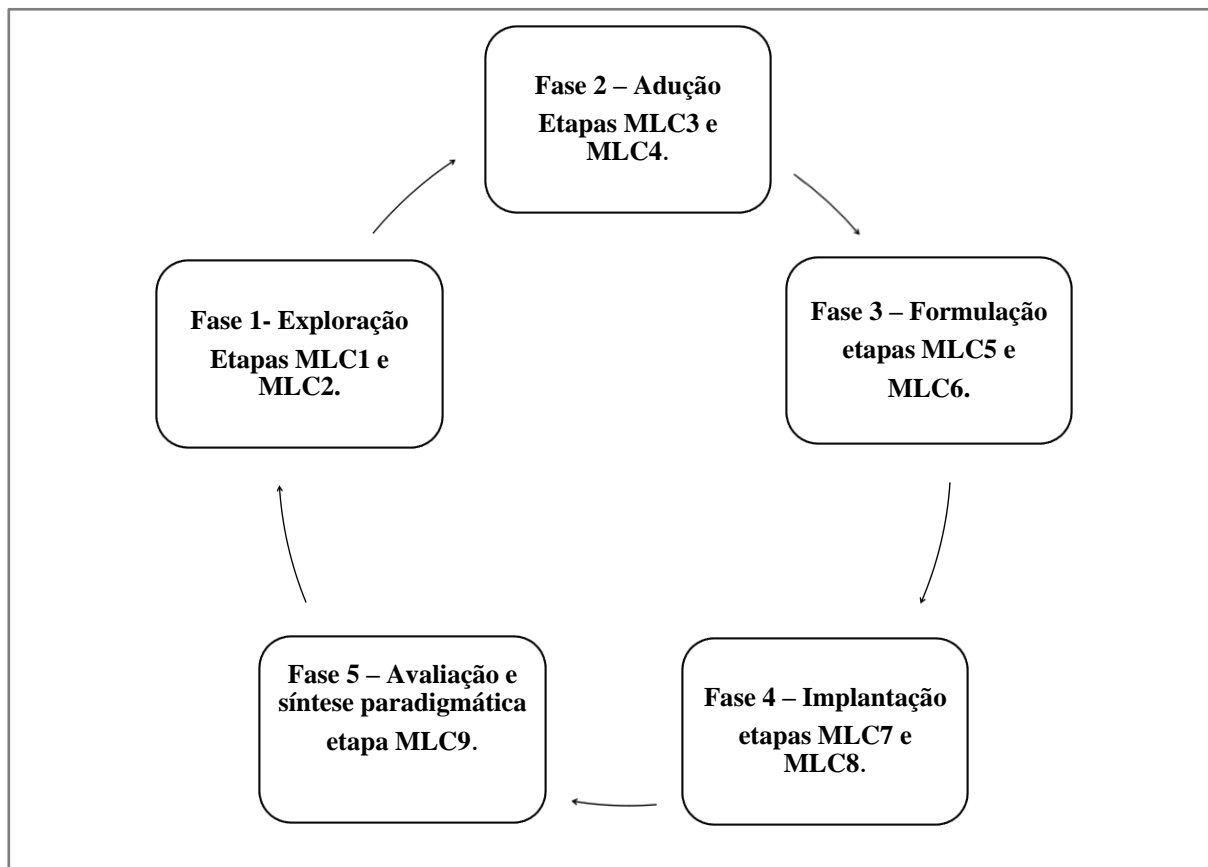 Fase 2 – Adução
Etapas MLC3 e
MLC4.
Fase 1- Exploração
Etapas MLC1 e
MLC2.
Fase 3 – Formulação
etapas MLC5 e
MLC6.
Fase 5 – Avaliação e
síntese paradigmática
etapa MLC9.
Fase 4 – Implantação
etapas MLC7 e
MLC8.